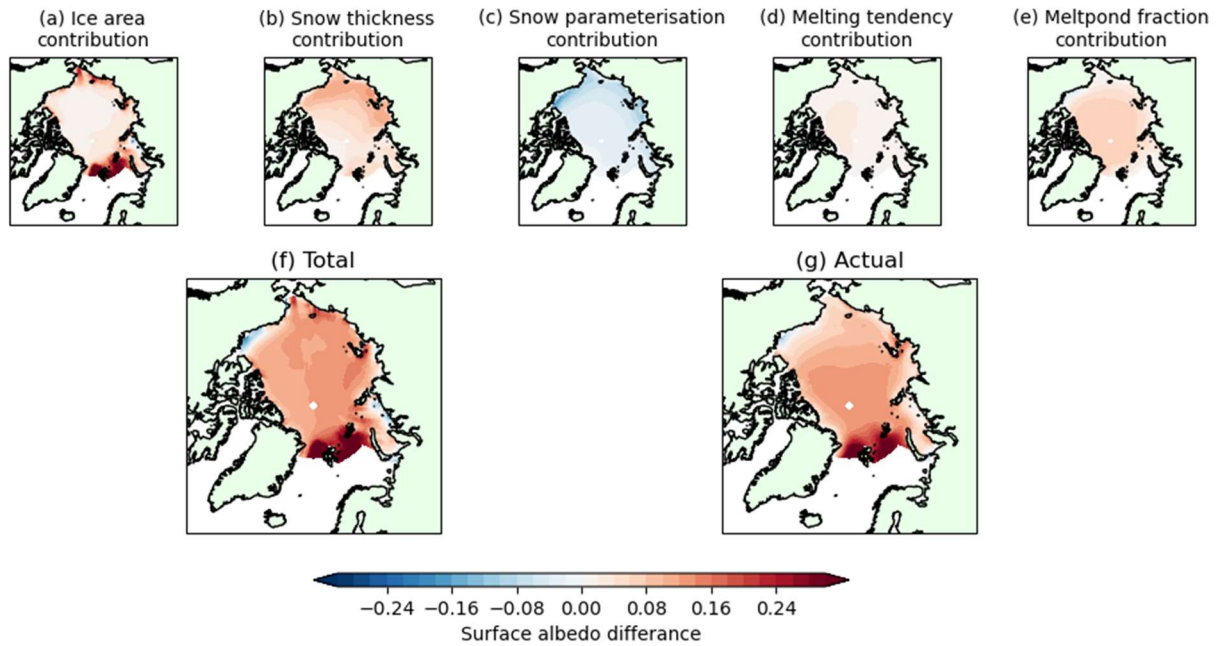 (a) Ice area
contribution
(b) Snow thickness
contribution
(c) Snow parameterisation
contribution
(d) Melting tendency
contribution
(e) Meltpond fraction
contribution
(f) Total
(g) Actual
−0.24 −0.16 −0.08 0.00 0.08 0.16 0.24
Surface albedo differance